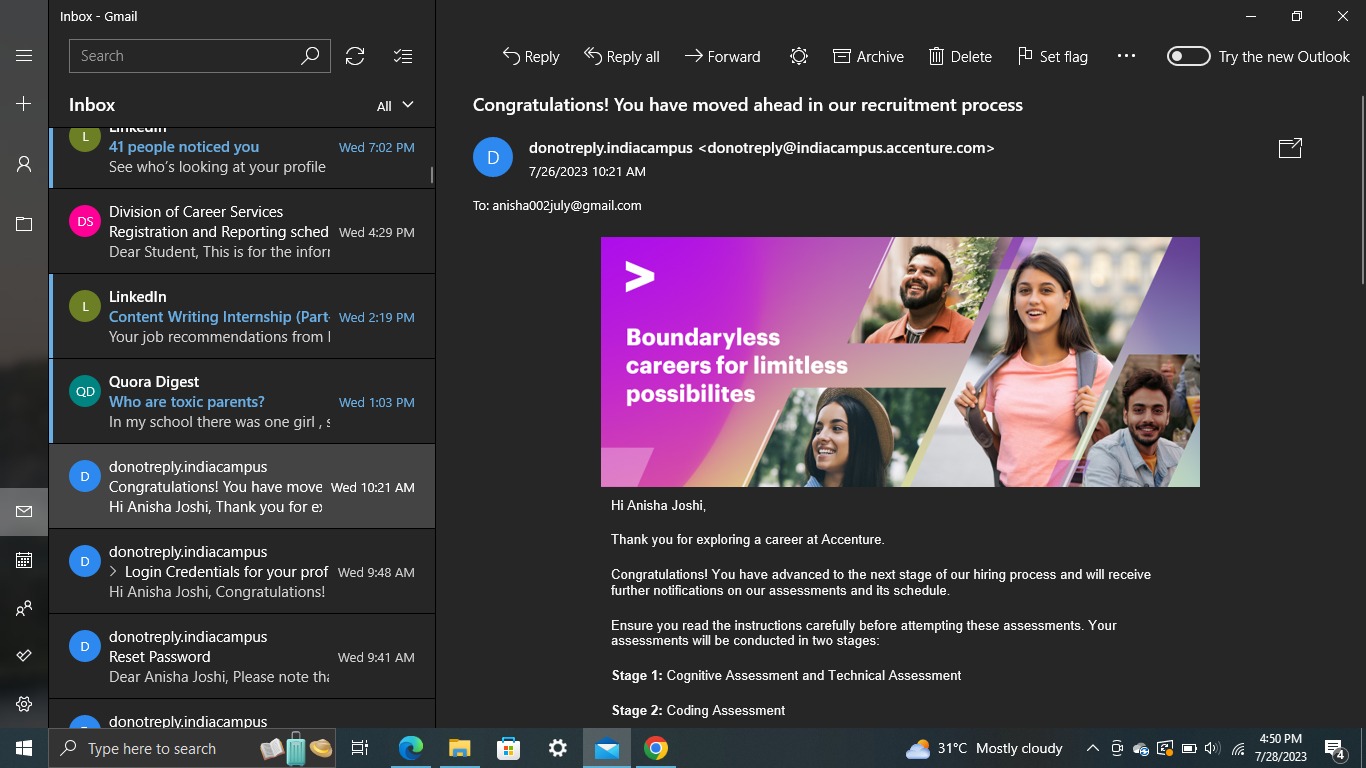 Inbox - Gmail
Search
Reply
Reply all
Forward
Archive
Delete
Set flag
Try the new Outlook
Inbox
All
LinkedIn
L
41 people noticed you
Wed 7:02 PM
See who's looking at your profile
DS
Division of Career Services
Registration and Reporting sched
Wed 4:29 PM
Dear Student, This is for the infor
L
LinkedIn
Content Writing Internship (Part-
Wed 2:19 PM
Your job recommendations from
QD
Quora Digest
Who are toxic parents?
Wed 1:03 PM
In my school there was one girl , s
D
donotreply.indiacampus
Congratulations! You have move
Wed 10:21 AM
Hi Anisha Joshi, Thank you for ex
D
donotreply.indiacampus
> Login Credentials for your prof
Wed 9:48 AM
Hi Anisha Joshi, Congratulations!
D
donotreply.indiacampus
Reset Password
Wed 9:41 AM
Dear Anisha Joshi, Please note tha
donotreply.indiacampus
Congratulations! You have moved ahead in our recruitment process
D
donotreply.indiacampus <donotreply@indiacampus.accenture.com>
7/26/2023 10:21 AM
To: anisha002july@gmail.com
>
Boundaryless
careers for limitless
possibilites
Hi Anisha Joshi,
Thank you for exploring a career at Accenture.
Congratulations! You have advanced to the next stage of our hiring process and will receive
further notifications on our assessments and its schedule.
Ensure you read the instructions carefully before attempting these assessments. Your
assessments will be conducted in two stages:
Stage 1: Cognitive Assessment and Technical Assessment
Stage 2: Coding Assessment
Type here to search
31°C Mostly cloudy
4:50 PM
7/28/2023
4